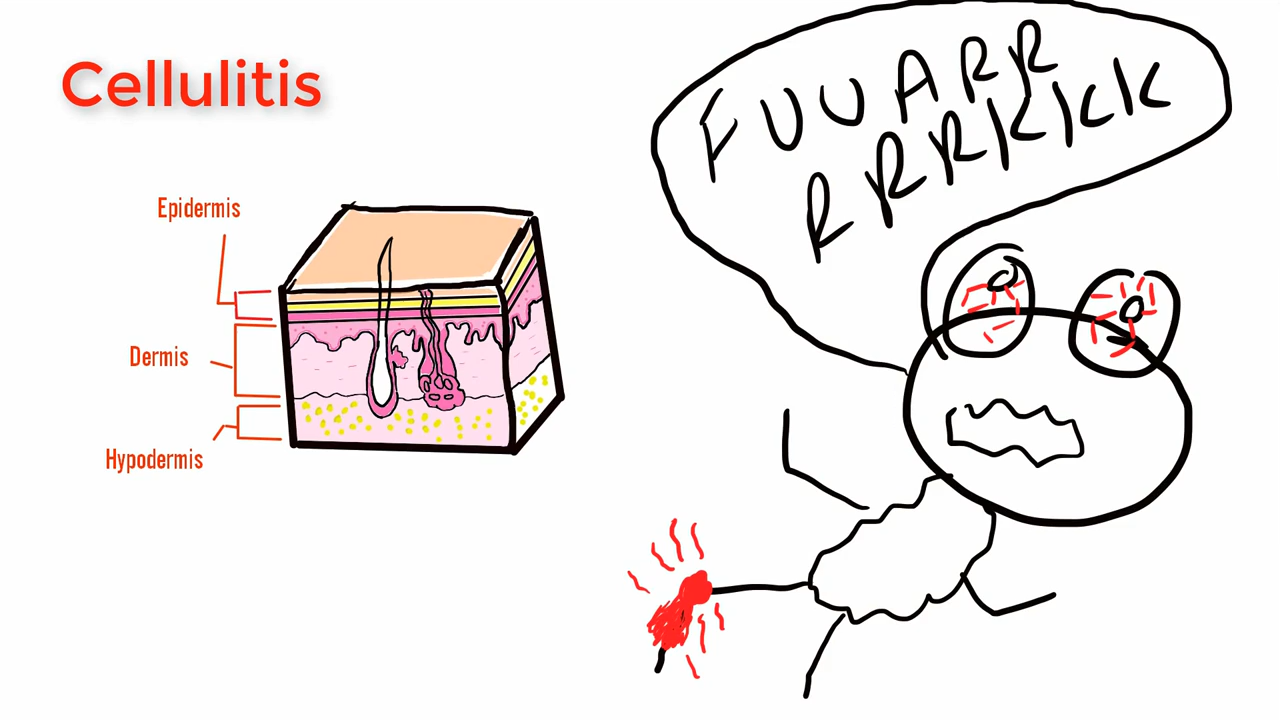 Cellulitis
FUUARR
RRRKKK
Epidermis
Dermis
Hypodermis